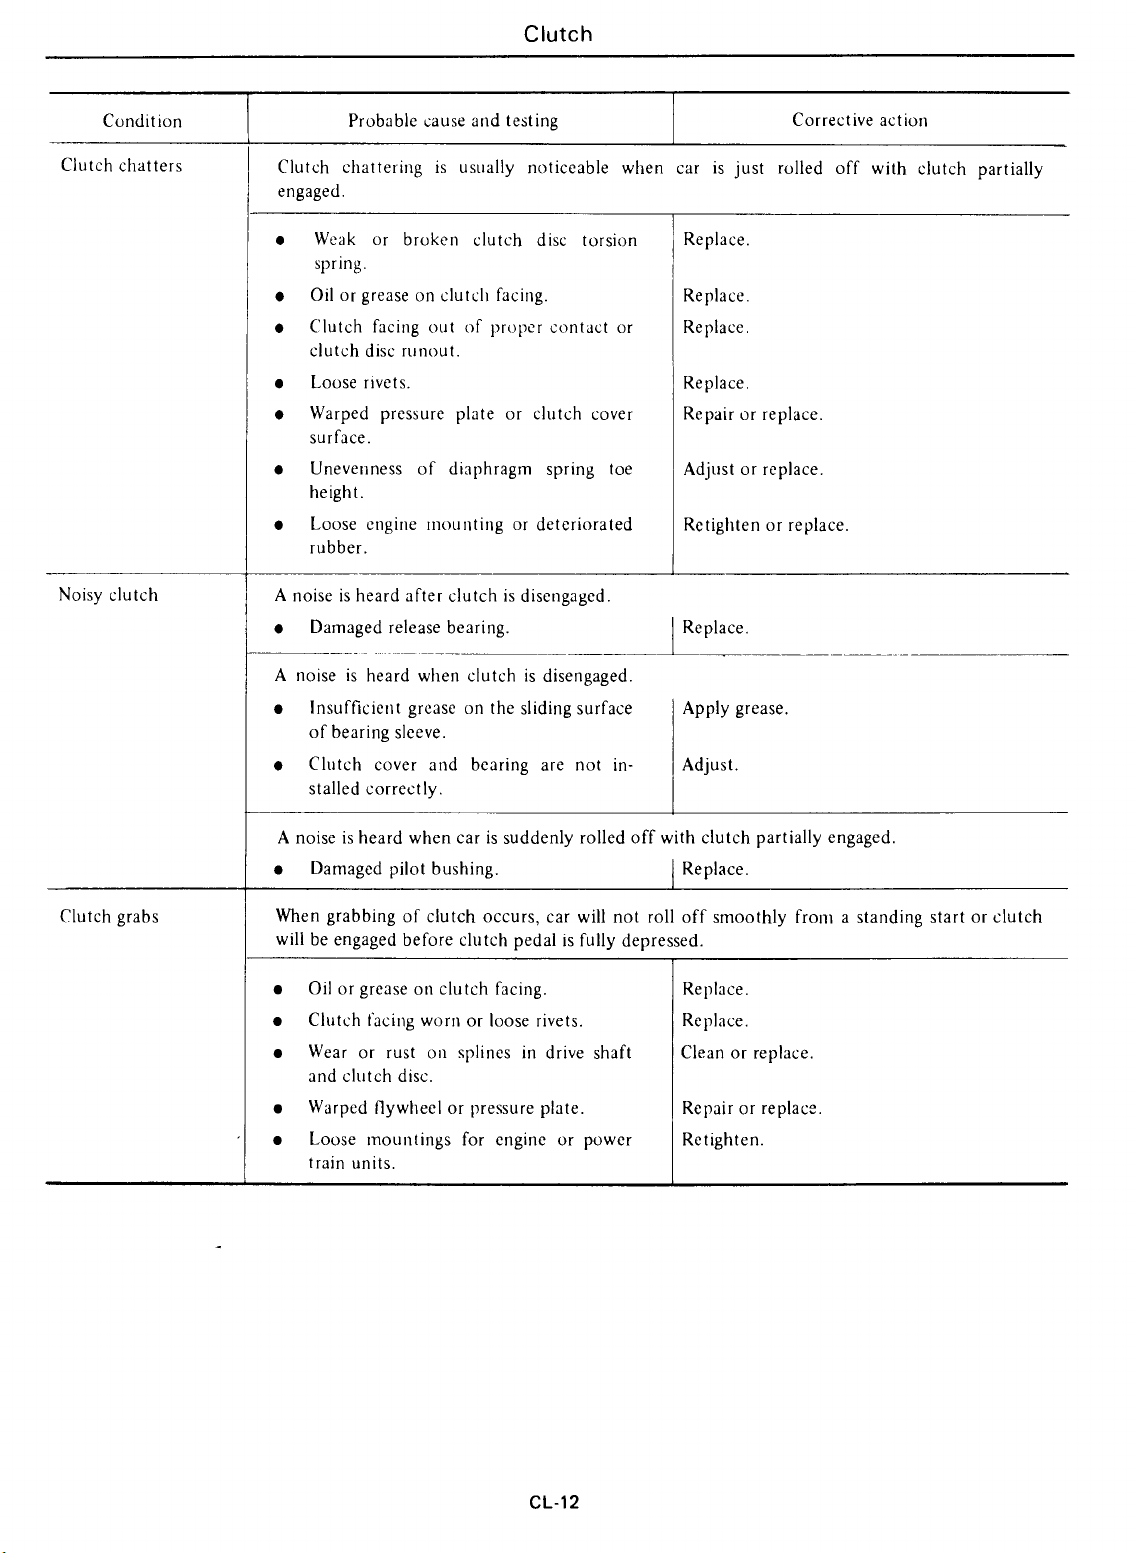 Clutch
Condition Probable cause and testing Corrective action
Clutch chatters Clutch chattering is usually noticeable when car is just rolled off with clutch partially
engaged.
● Weak or broken clutch disc torsion Replace.
spring.
● Oil or grease on clutch facing. Replace.
● Clutch facing out of proper contact or Replace.
clutch disc runout.
● Loose rivets. Replace.
● Warped pressure plate or clutch cover Repair or replace.
surface.
● Unevenness of diaphragm spring toe Adjust or replace.
height.
● Loose engine mounting or deteriorated Retighten or replace.
rubber.
Noisy clutch A noise is heard after clutch is disengaged.
● Damaged release bearing. Replace.
A noise is heard when clutch is disengaged.
● Insufficient grease on the sliding surface Apply grease.
of bearing sleeve.
● Clutch cover and bearing are not in- Adjust.
stalled correctly.
A noise is heard when car is suddenly rolled off with clutch partially engaged.
● Damaged pilot bushing. Replace.
Clutch grabs When grabbing of clutch occurs, car will not roll off smoothly from a standing start or clutch
will be engaged before clutch pedal is fully depressed.
● Oil or grease on clutch facing. Replace.
● Clutch facing worn or loose rivets. Replace.
● Wear or rust on splines in drive shaft Clean or replace.
and clutch disc.
● Warped flywheel or pressure plate. Repair or replace.
● Loose mountings for engine or power Retighten.
train units.
CL-12